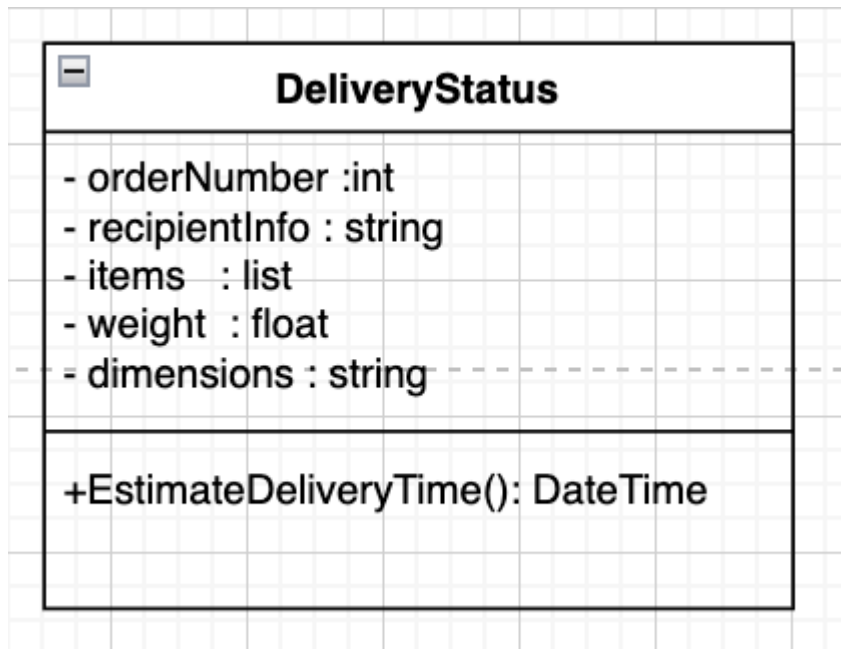 DeliveryStatus
- orderNumber :int
- recipientInfo : string
- items : list
- weight : float
- dimensions : string
+EstimateDeliveryTime(): DateTime